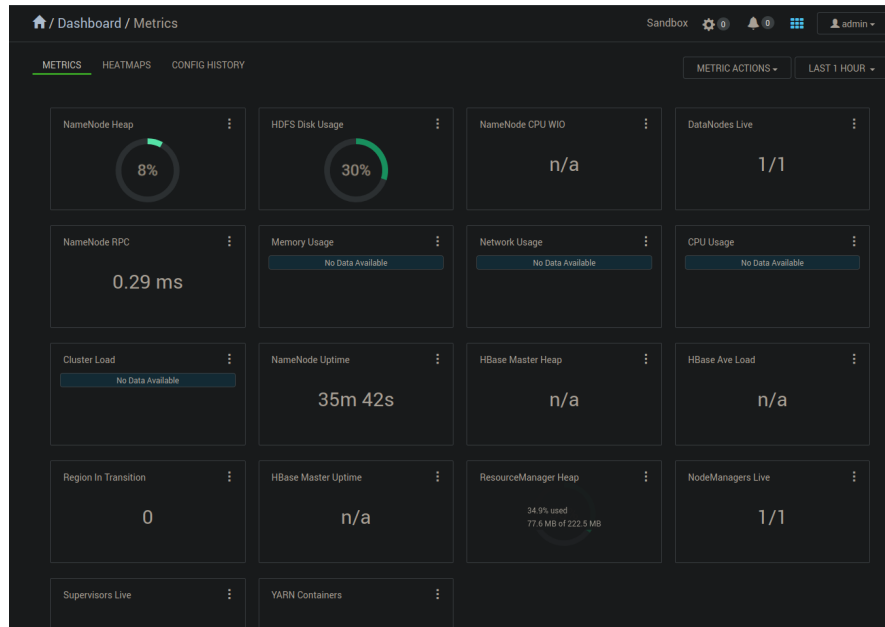 / Dashboard / Metrics
Sandbox 0 0 admin
METRICS HEATMAPS CONFIG HISTORY
METRIC ACTIONS LAST 1 HOUR
NameNode Heap
8%
HDFS Disk Usage
30%
NameNode CPU WIO
n/a
DataNodes Live
1/1
NameNode RPC
0.29 ms
Memory Usage
No Data Available
Network Usage
No Data Available
CPU Usage
No Data Available
Cluster Load
No Data Available
NameNode Uptime
35m 42s
HBase Master Heap
n/a
HBase Ave Load
n/a
Region In Transition
0
HBase Master Uptime
n/a
ResourceManager Heap
34.9% used
77.6 MB of 222.5 MB
NodeManagers Live
1/1
Supervisors Live
YARN Containers